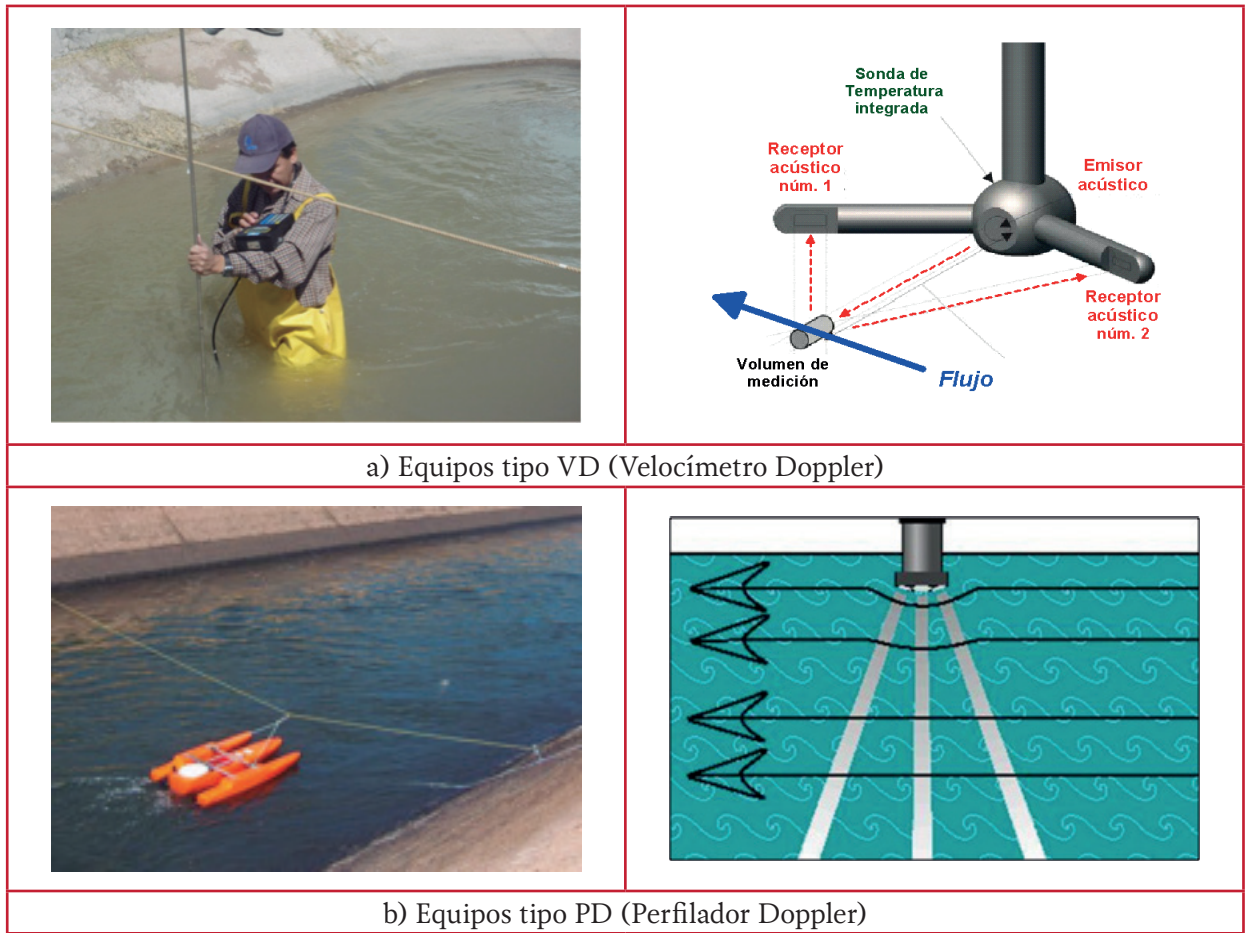 Sonda de
Temperatura
integrada
Receptor
acústico
núm. 1
Emisor
acústico
Receptor
acústico
núm. 2
Volumen de
medición
Flujo
a) Equipos tipo VD (Velocímetro Doppler)
b) Equipos tipo PD (Perfilador Doppler)